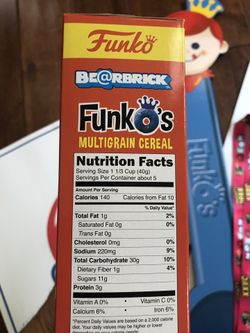 Funko
BE@RBRICK
FunkO's
MULTIGRAIN CEREAL
Nutrition Facts
Serving Size 1 1/3 Cup (40g)
Servings Per Container about 5
Amount Per Serving
Calories 140 Calories from Fat 10
% Daily Value*
Total Fat 1g 2%
Saturated Fat 0g 0%
Trans Fat 0g
Cholesterol 0mg 0%
Sodium 220mg 9%
Total Carbohydrate 30g 10%
Dietary Fiber 1g 4%
Sugars 11g
Protein 3g
Vitamin A 0% • Vitamin C 0%
Calcium 6% • Iron 6%
*Percent Daily Values are based on a 2,000 calorie
diet. Your daily values may be higher or lower
FunkO's